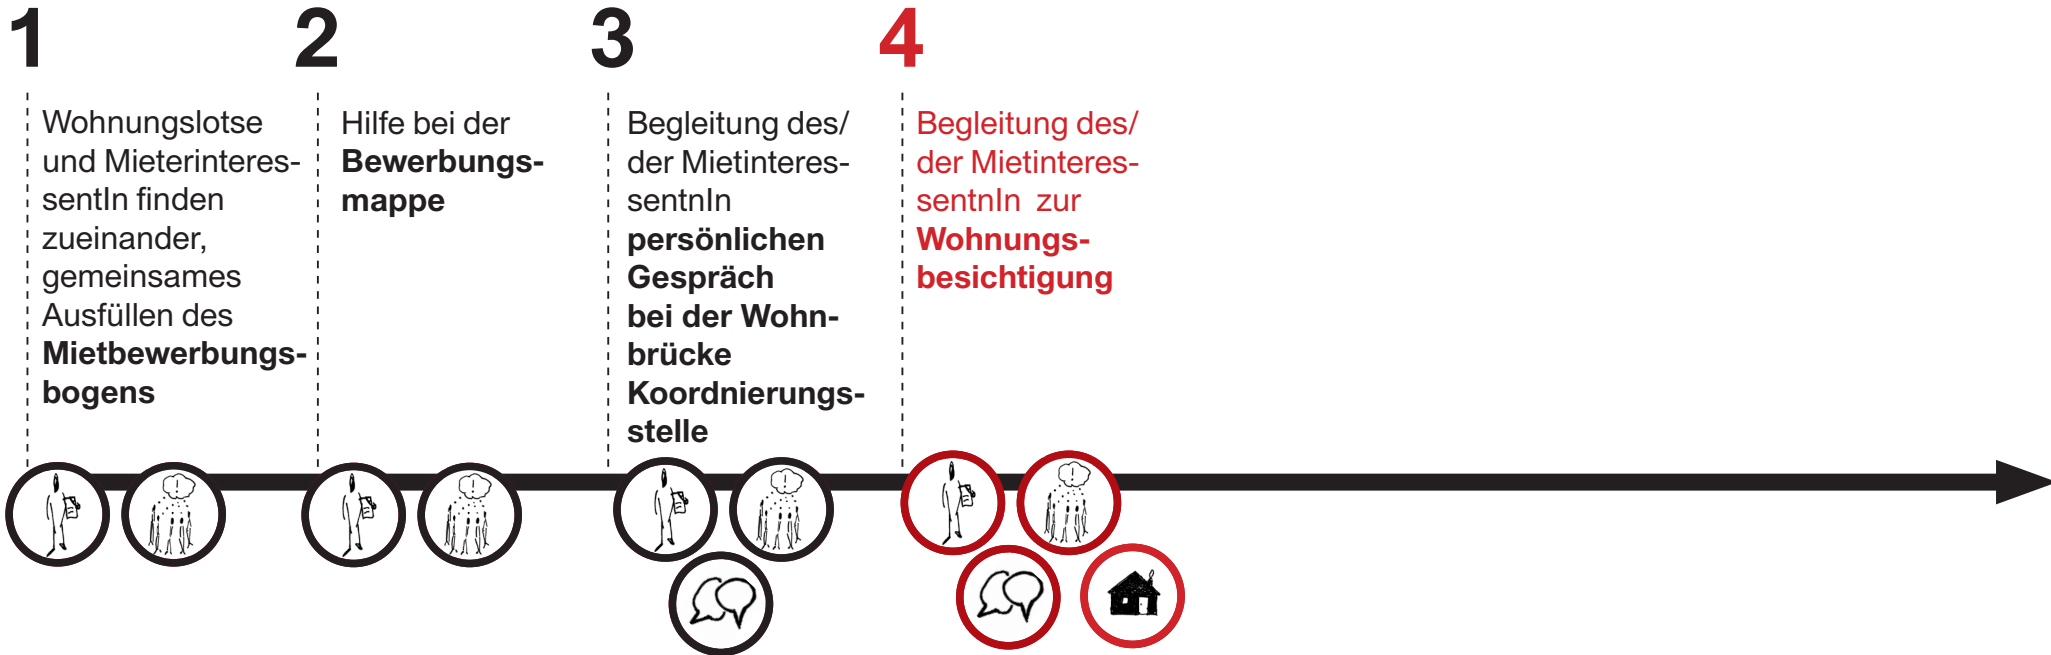 1
Wohnungslotse
und Mieterinteres-
sentIn finden
zueinander,
gemeinsames
Ausfüllen des
Mietbewerbungs-
bogens
2
Hilfe bei der
Bewerbungs-
mappe
3
Begleitung des/
der Mietinteres-
sentnIn
persönlichen
Gespräch
bei der Wohn-
brücke
Koordnierungs-
stelle
4
Begleitung des/
der Mietinteres-
sentnIn zur
Wohnungs-
besichtigung